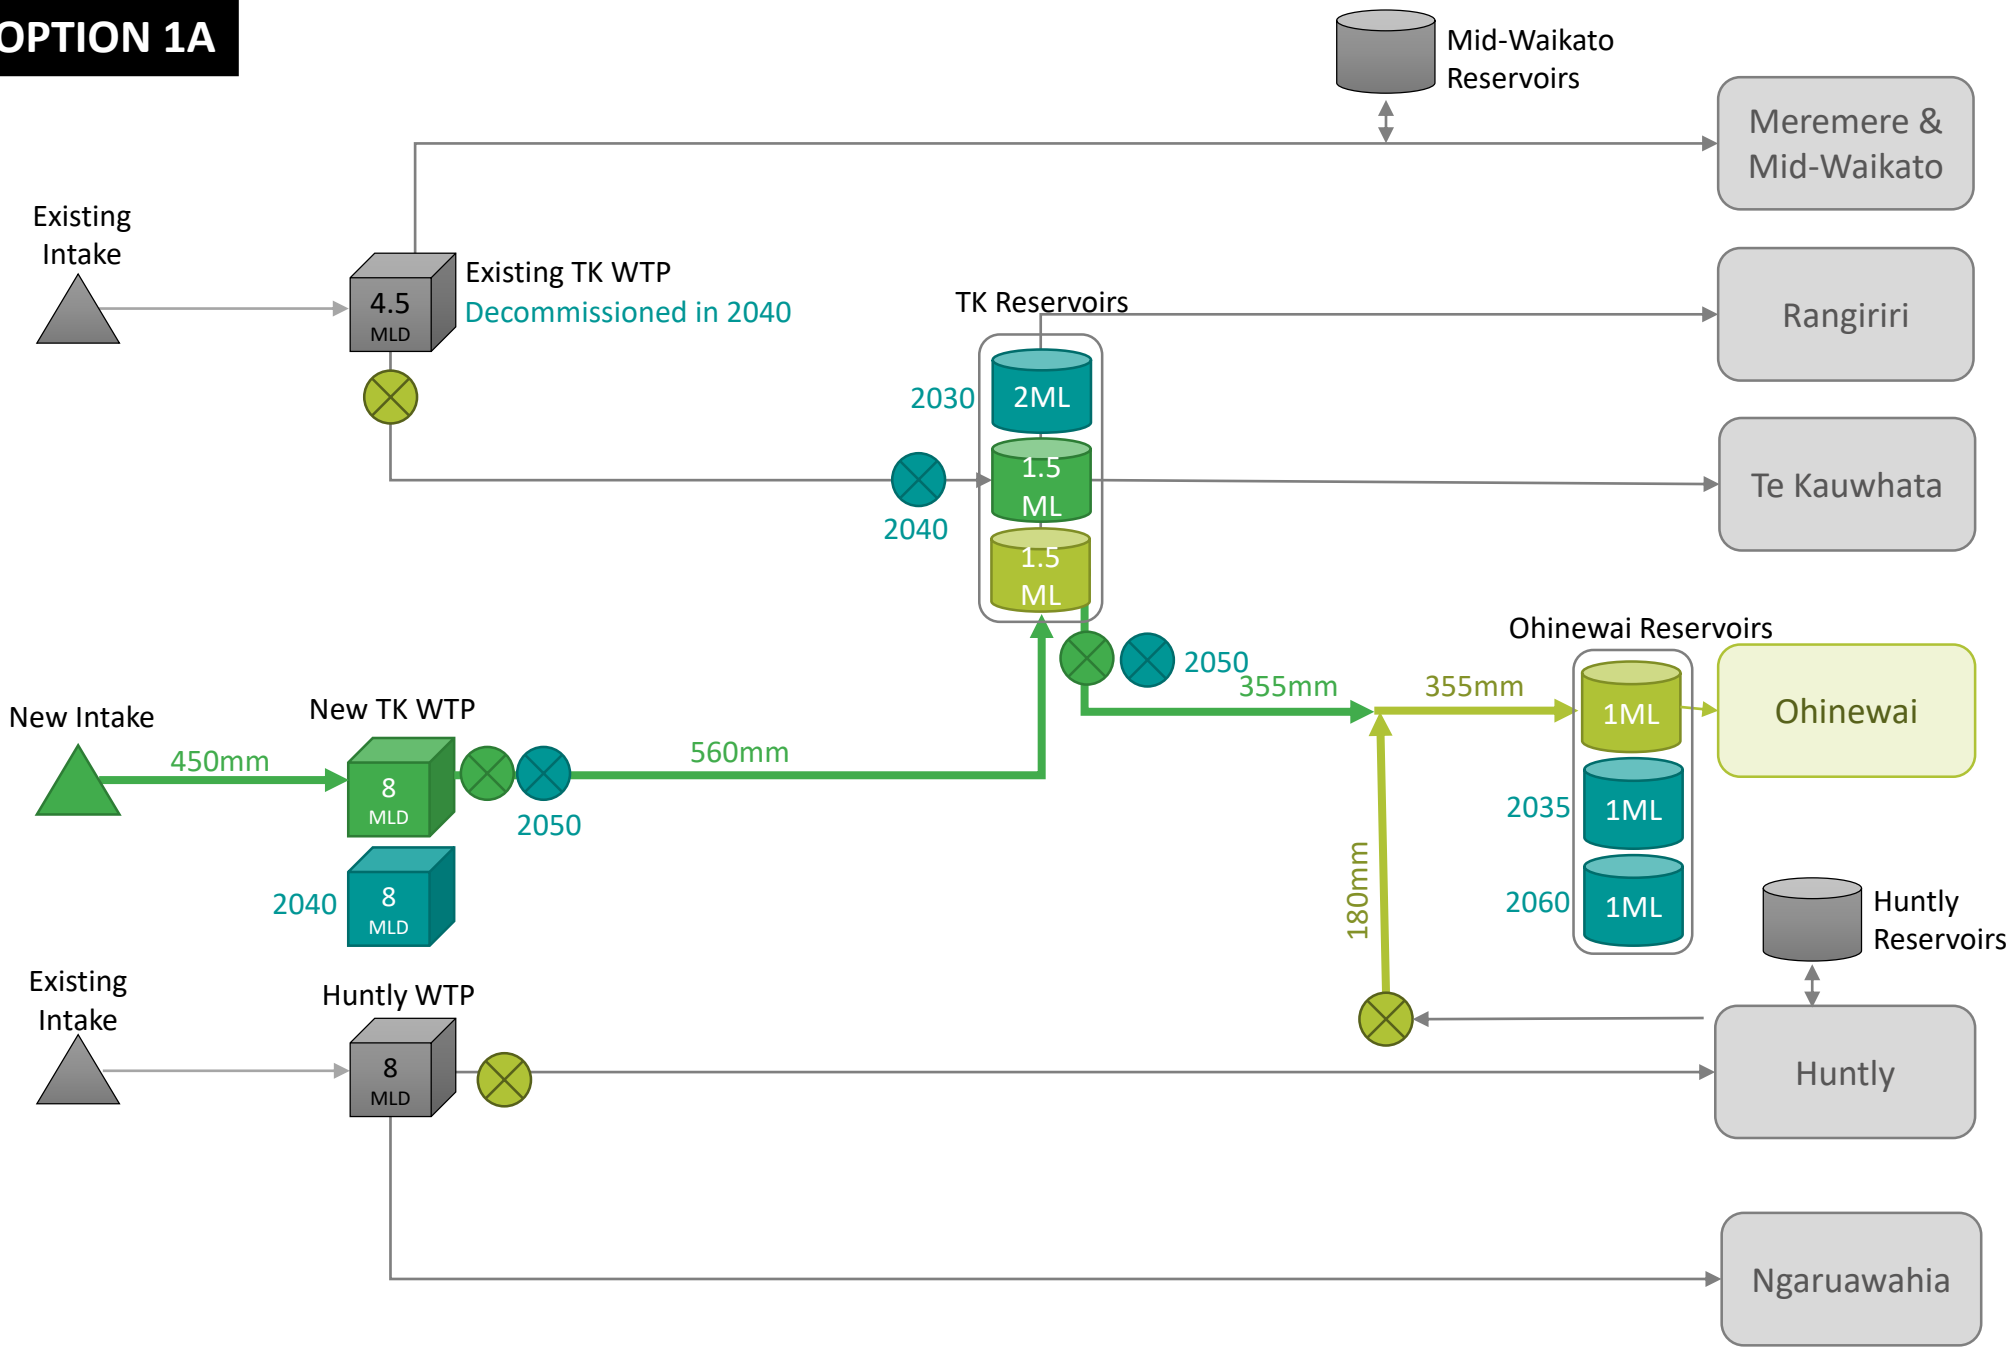 OPTION 1A
Mid-Waikato
Reservoirs
Meremere &
Mid-Waikato
Existing
Intake
4.5
MLD
Existing TK WTP
Decommissioned in 2040
TK Reservoirs
Rangiriri
2030
2ML
1.5
ML
2040
Te Kauwhata
1.5
ML
Ohinewai Reservoirs
2050
355mm
355mm
1ML
Ohinewai
New Intake
450mm
New TK WTP
8
MLD
2050
560mm
2035
1ML
2040
8
MLD
180mm
2060
1ML
Huntly
Reservoirs
Existing
Intake
Huntly WTP
8
MLD
Huntly
Ngaruawahia